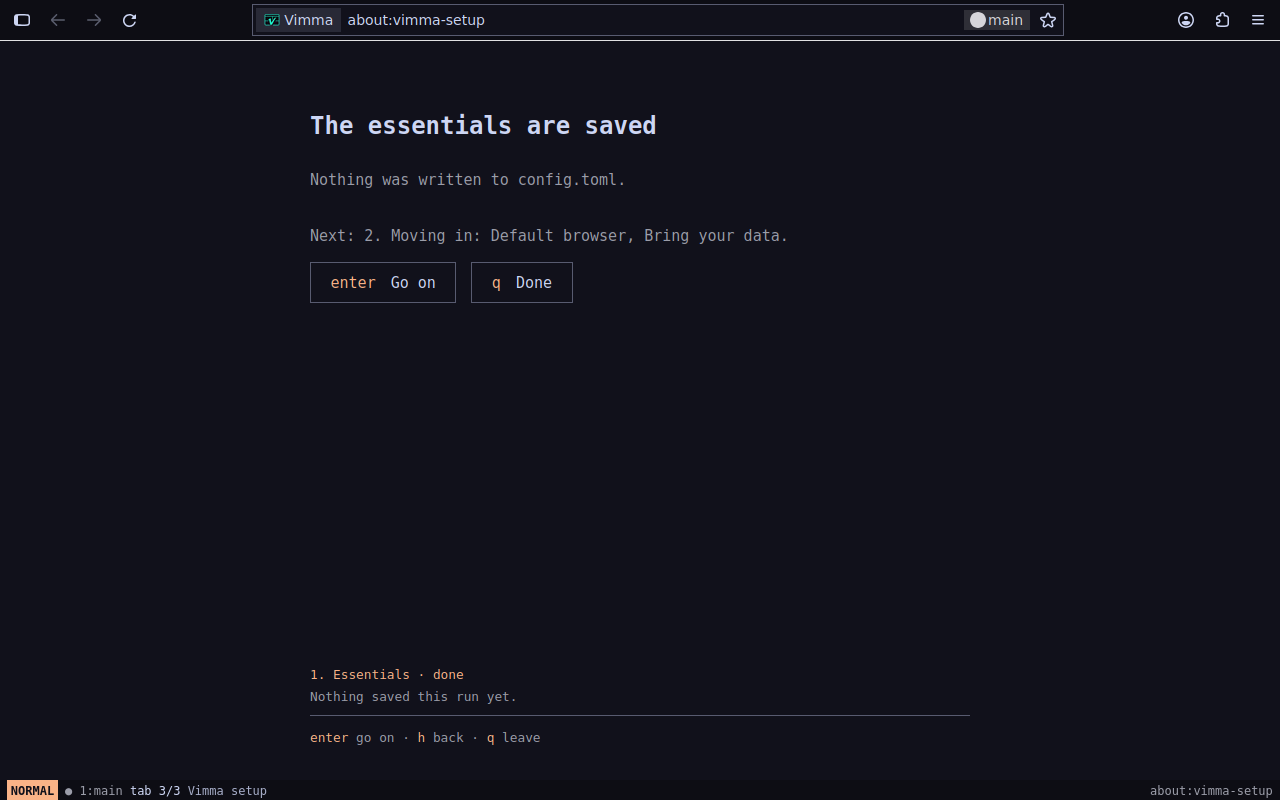 Vimma about:vimma-setup main
The essentials are saved
Nothing was written to config.toml.
Next: 2. Moving in: Default browser, Bring your data.
enter Go on q Done
1. Essentials · done
Nothing saved this run yet.
enter go on · h back · q leave
NORMAL ● 1:main tab 3/3 Vimma setup about:vimma-setup